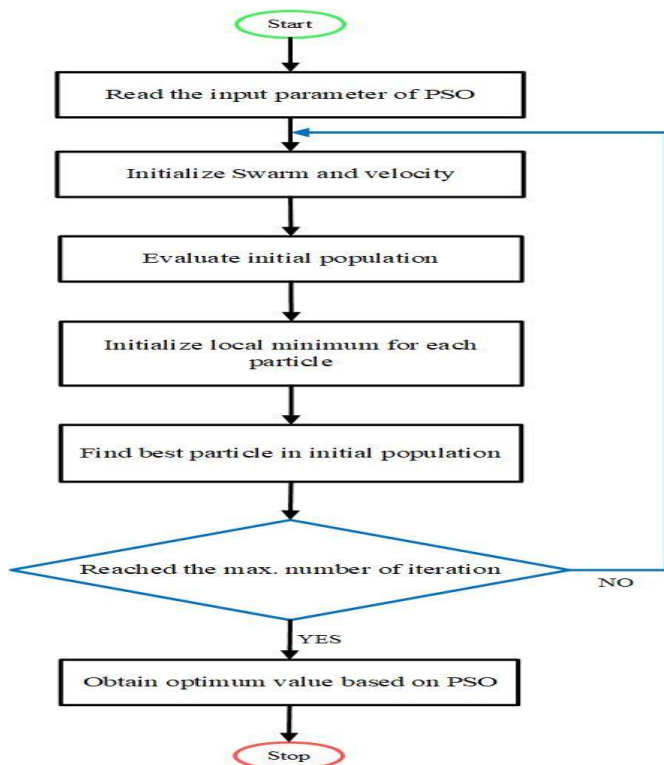 Start
Read the input parameter of PSO
Initialize Swarm and velocity
Evaluate initial population
Initialize local minimum for each
particle
Find best particle in initial population
Reached the max. number of iteration
NO
YES
Obtain optimum value based on PSO
Stop